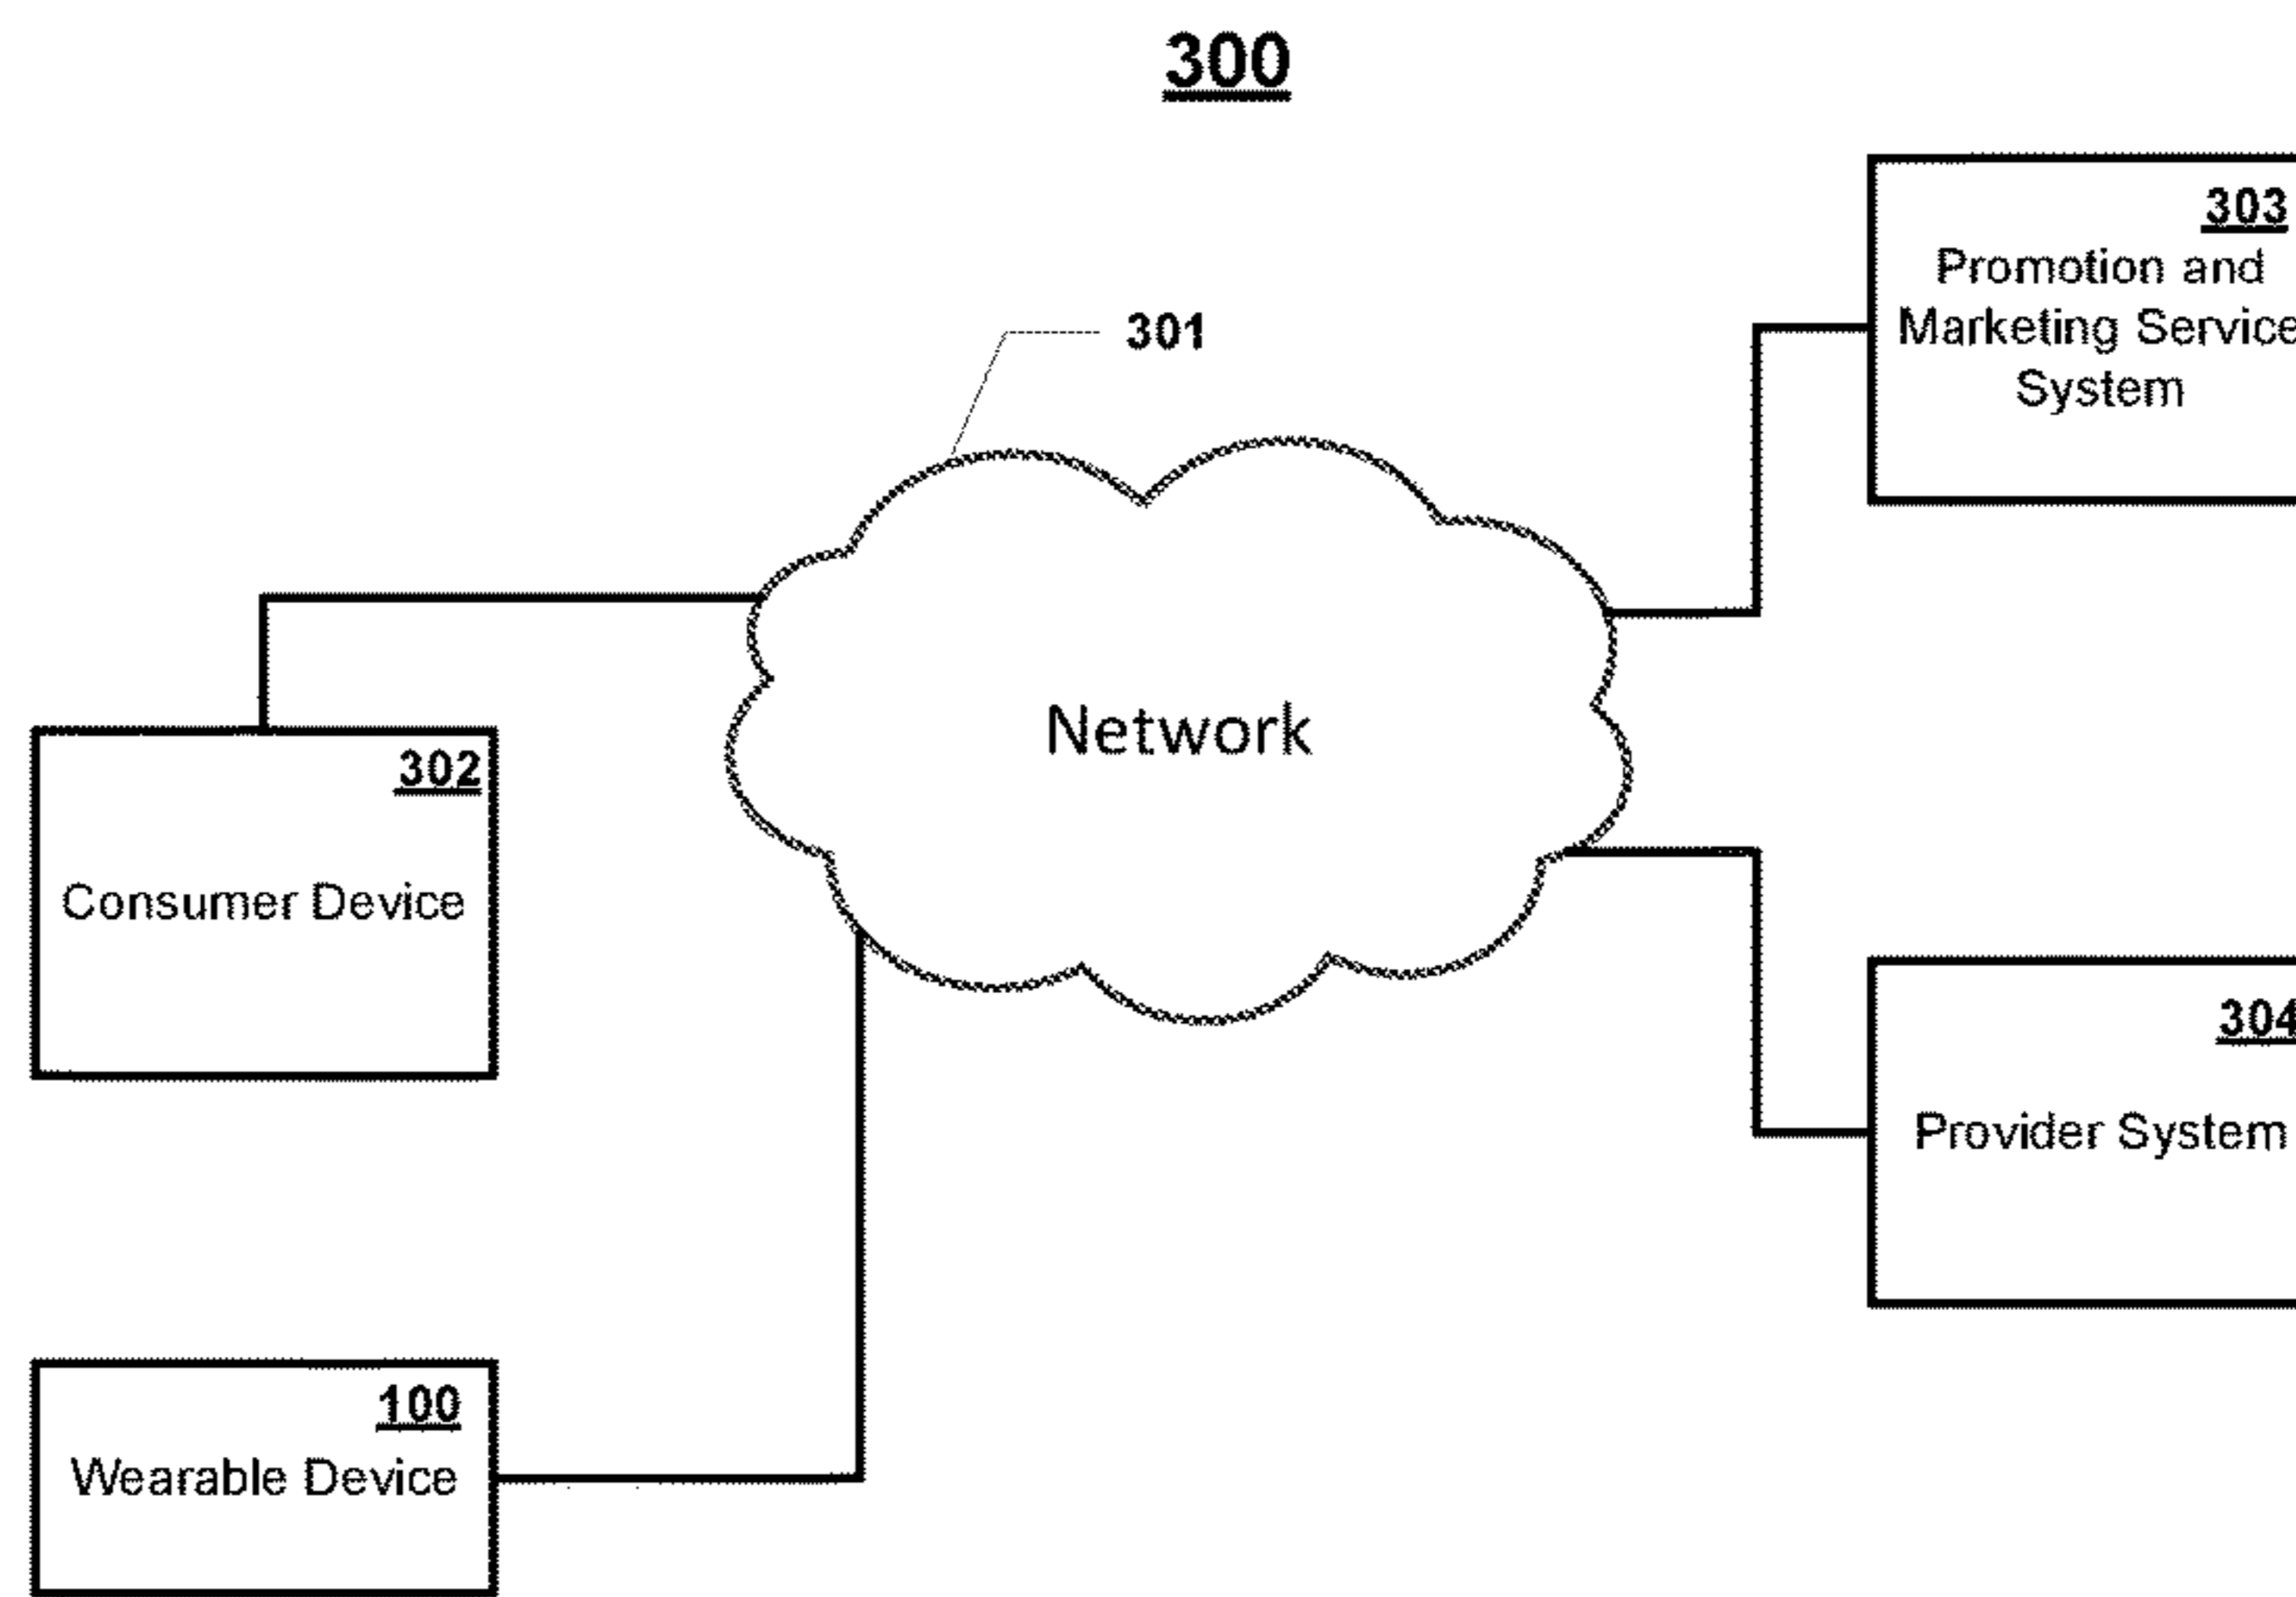 300
303
Promotion and
Marketing Service
System
301
Network
302
Consumer Device
304
Provider System
100
Wearable Device